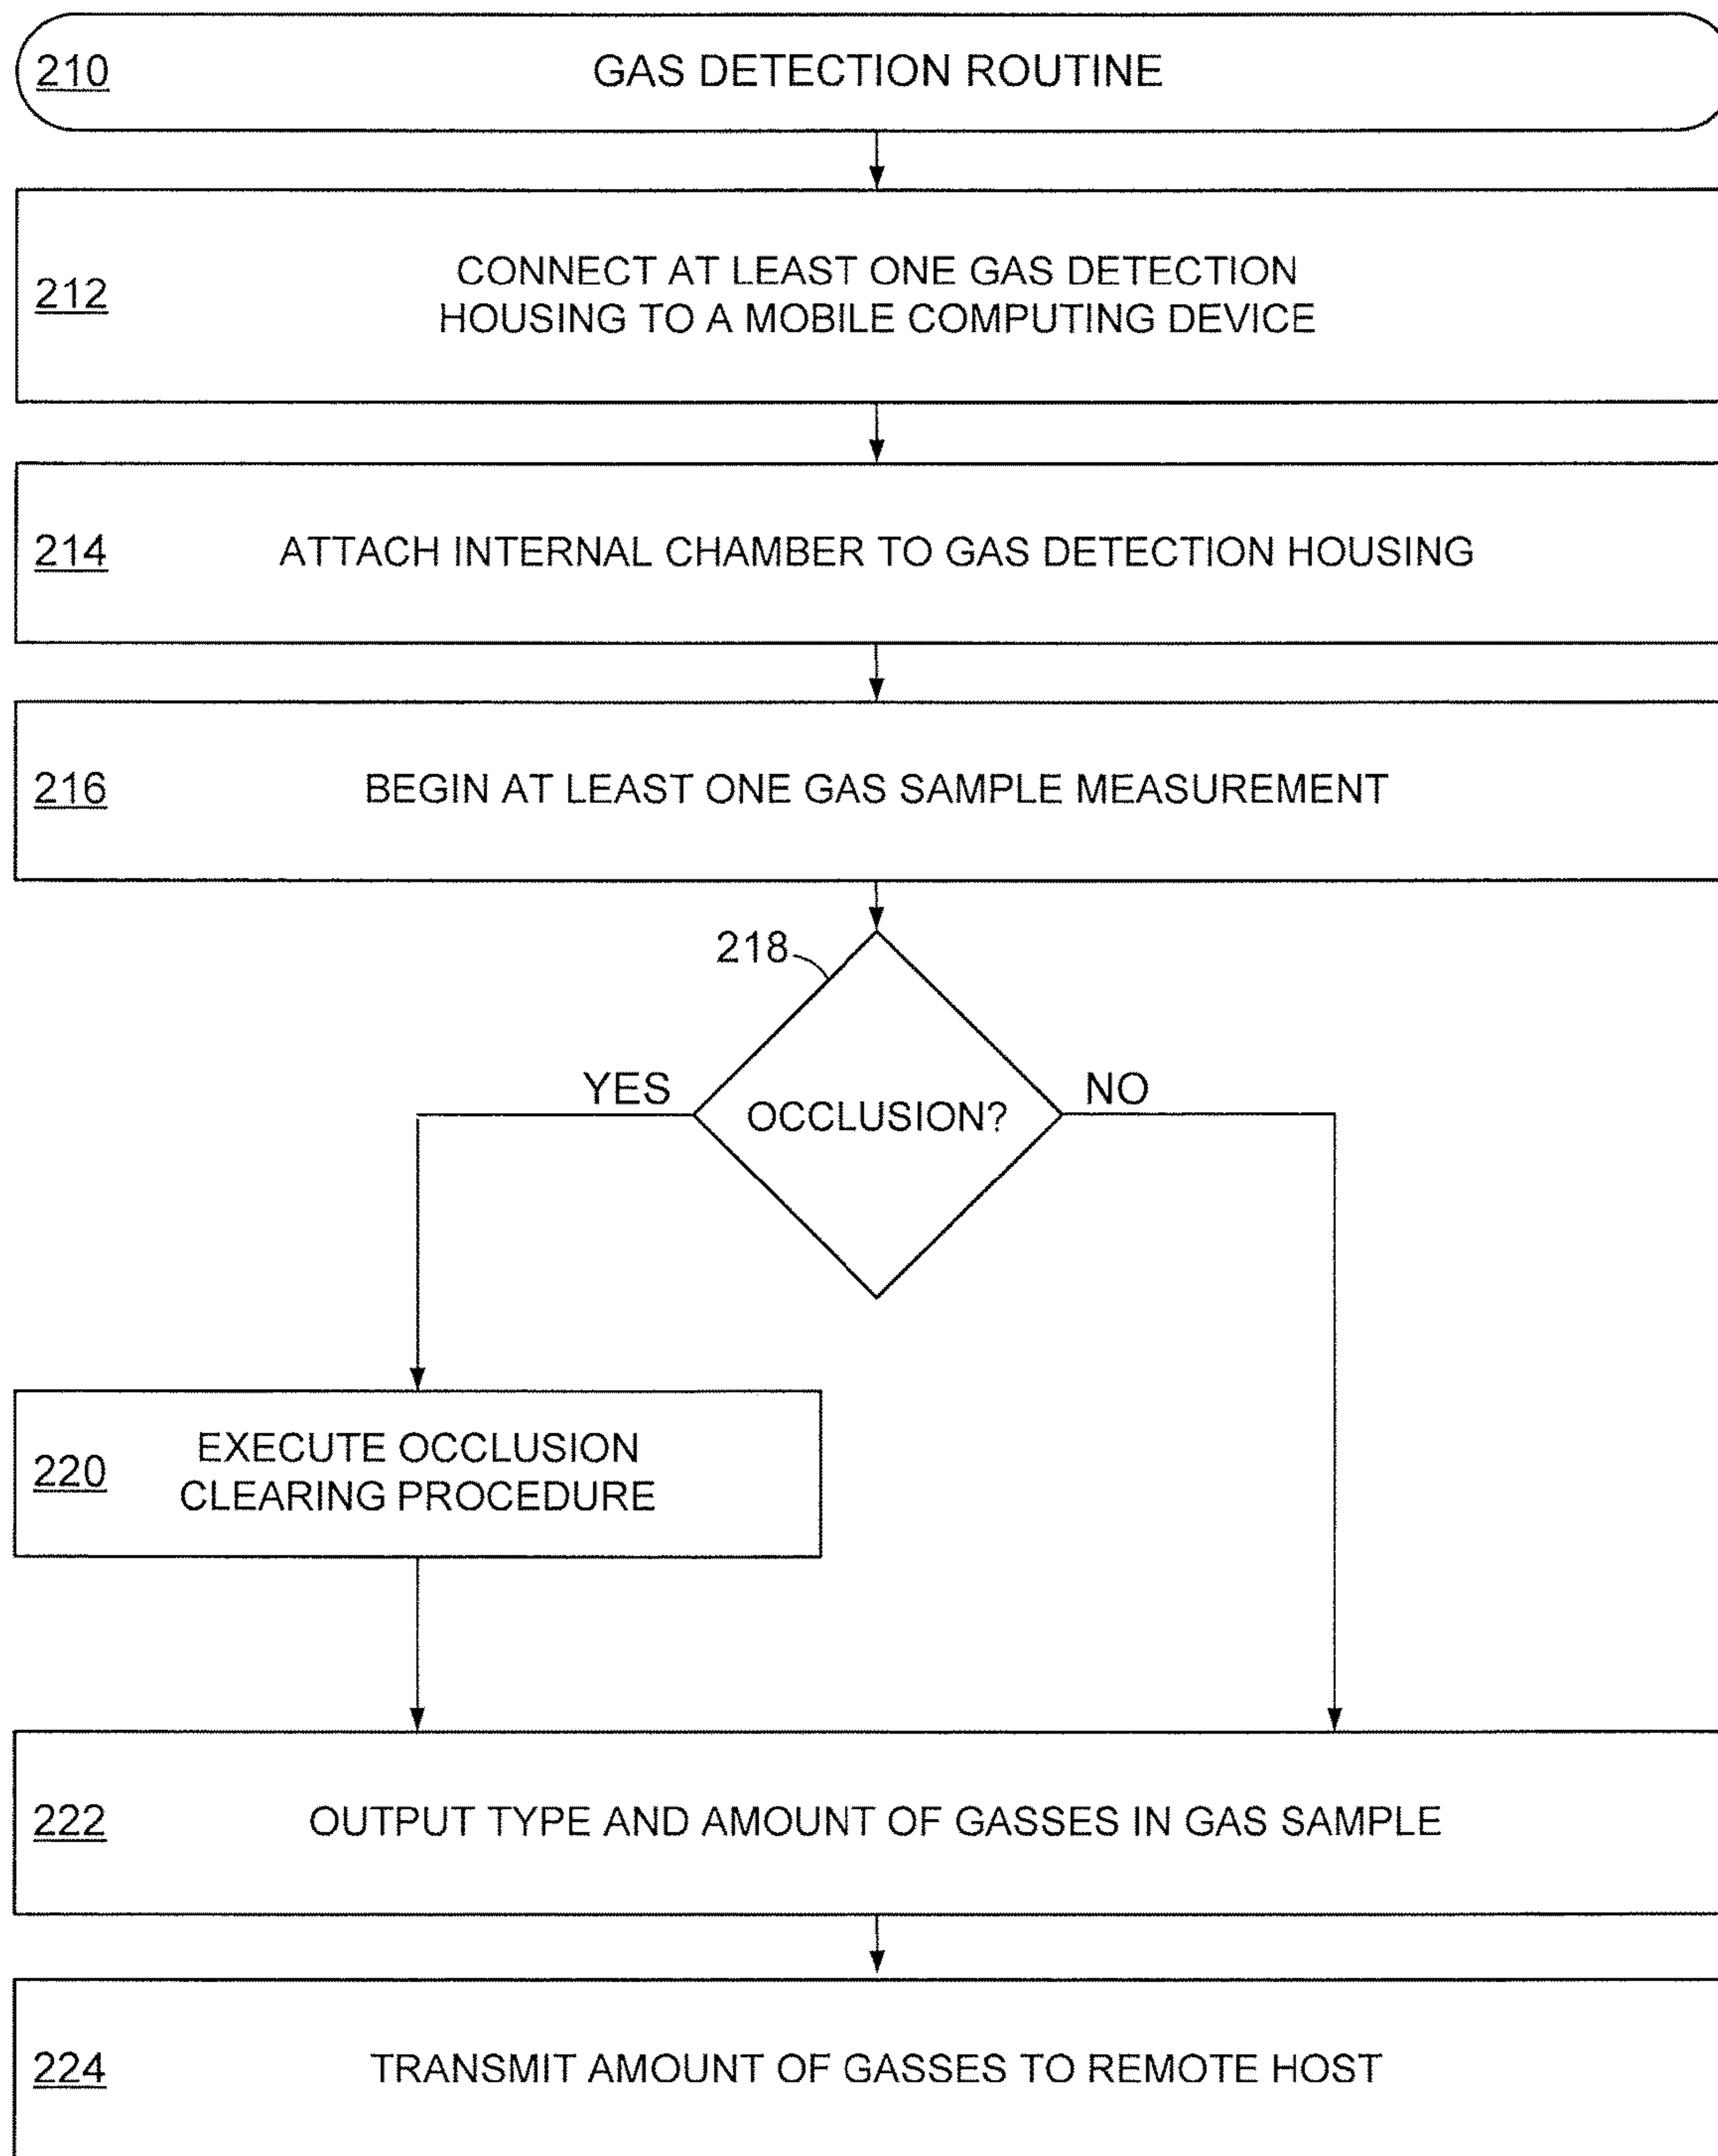 210 GAS DETECTION ROUTINE
212 CONNECT AT LEAST ONE GAS DETECTION
HOUSING TO A MOBILE COMPUTING DEVICE
214 ATTACH INTERNAL CHAMBER TO GAS DETECTION HOUSING
216 BEGIN AT LEAST ONE GAS SAMPLE MEASUREMENT
218
YES OCCLUSION? NO
220 EXECUTE OCCLUSION
CLEARING PROCEDURE
222 OUTPUT TYPE AND AMOUNT OF GASSES IN GAS SAMPLE
224 TRANSMIT AMOUNT OF GASSES TO REMOTE HOST